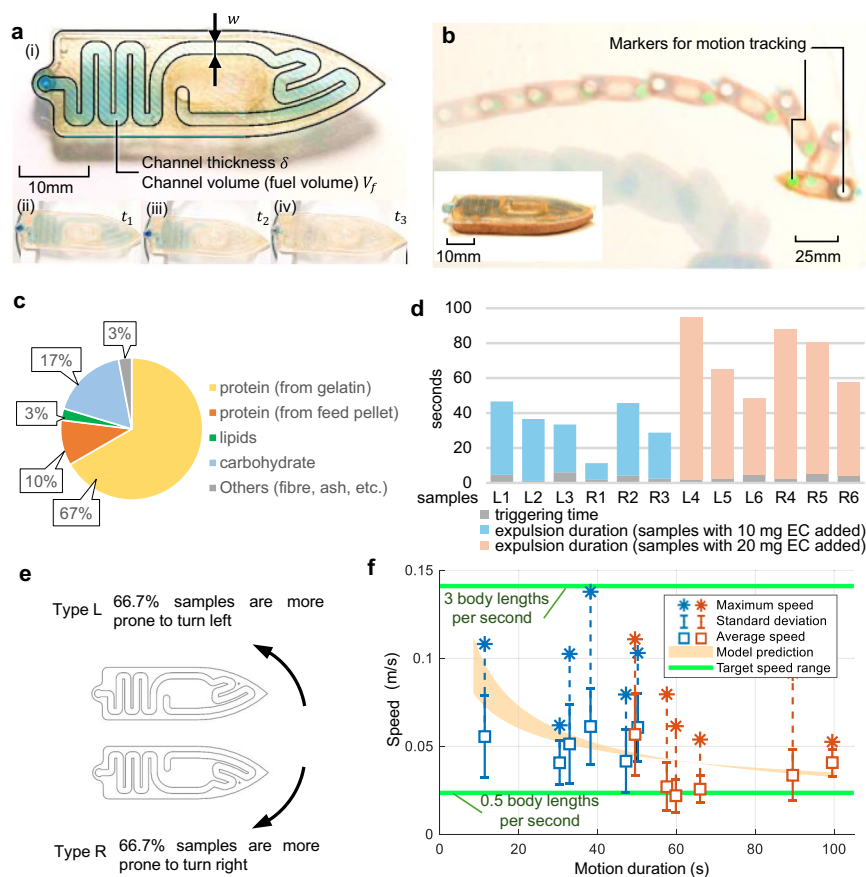 a
(i)
w
Channel thickness δ
Channel volume (fuel volume) V_f
10mm
(ii)
t_1
(iii)
t_2
(iv)
t_3
b
Markers for motion tracking
10mm
25mm
c
3%
17%
3%
10%
67%
protein (from gelatin)
protein (from feed pellet)
lipids
carbohydrate
Others (fibre, ash, etc.)
d
100
80
60
40
20
0
seconds
samples L1 L2 L3 R1 R2 R3 L4 L5 L6 R4 R5 R6
triggering time
expulsion duration (samples with 10 mg EC added)
expulsion duration (samples with 20 mg EC added)
e
Type L 66.7% samples are more
prone to turn left
Type R 66.7% samples are more
prone to turn right
f
0.15
0.1
0.05
0
Speed (m/s)
3 body lengths
per second
Maximum speed
Standard deviation
Average speed
Model prediction
Target speed range
0.5 body lengths
per second
0 20 40 60 80 100
Motion duration (s)